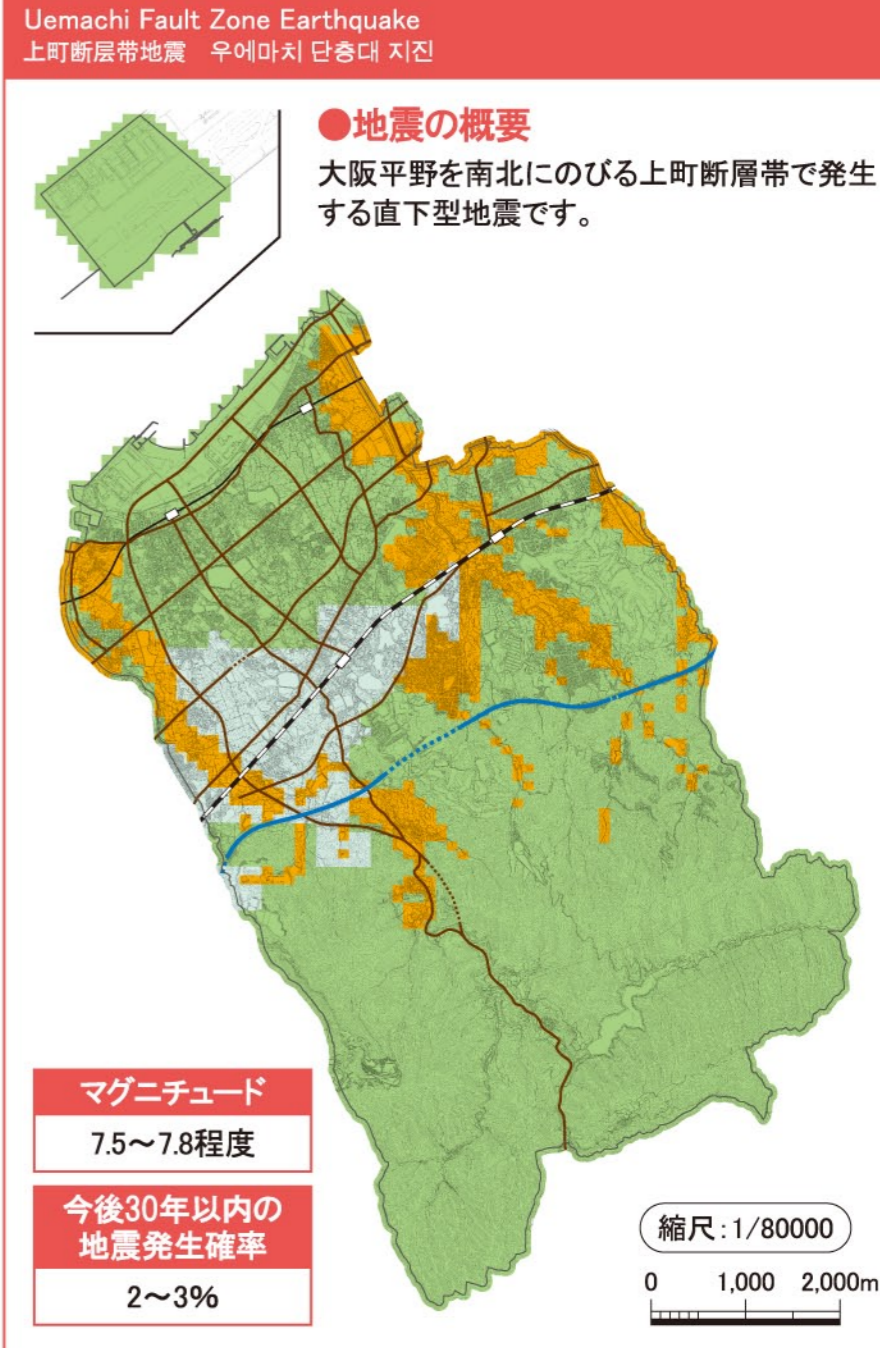 Uemachi Fault Zone Earthquake
上町断层带地震 우에마치 단층대 지진
●地震の概要
大阪平野を南北にのびる上町断層帯で発生
する直下型地震です。
マグニチュード
7.5～7.8程度
今後30年以内の
地震発生確率
2～3%
縮尺：1/80000
0 1,000 2,000m